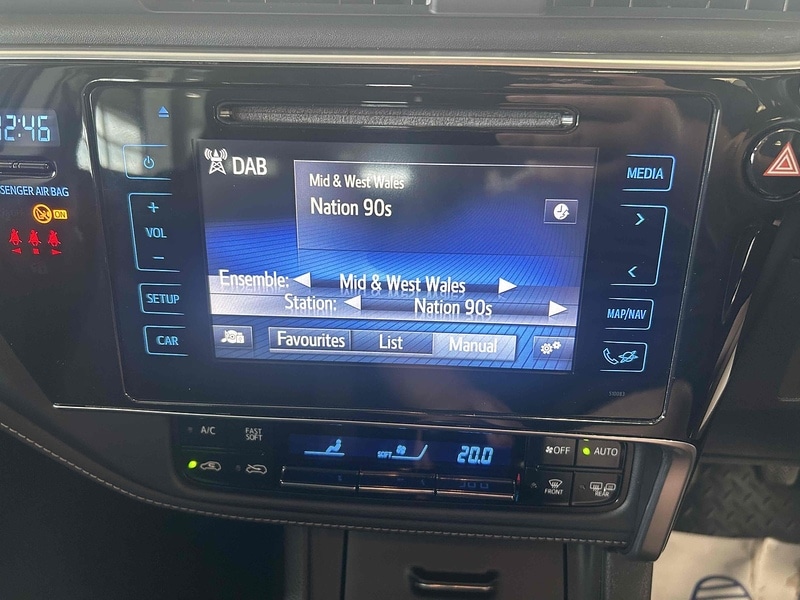 12:46
SENGER AIR BAG
ON
VOL
SETUP
CAR
DAB
Mid & West Wales
Nation 90s
Ensemble: Mid & West Wales
Station: Nation 90s
Favourites List Manual
MEDIA
MAP/NAV
A/C
FAST
SOFT
SOFT
20.0
OFF
AUTO
FRONT
REAR